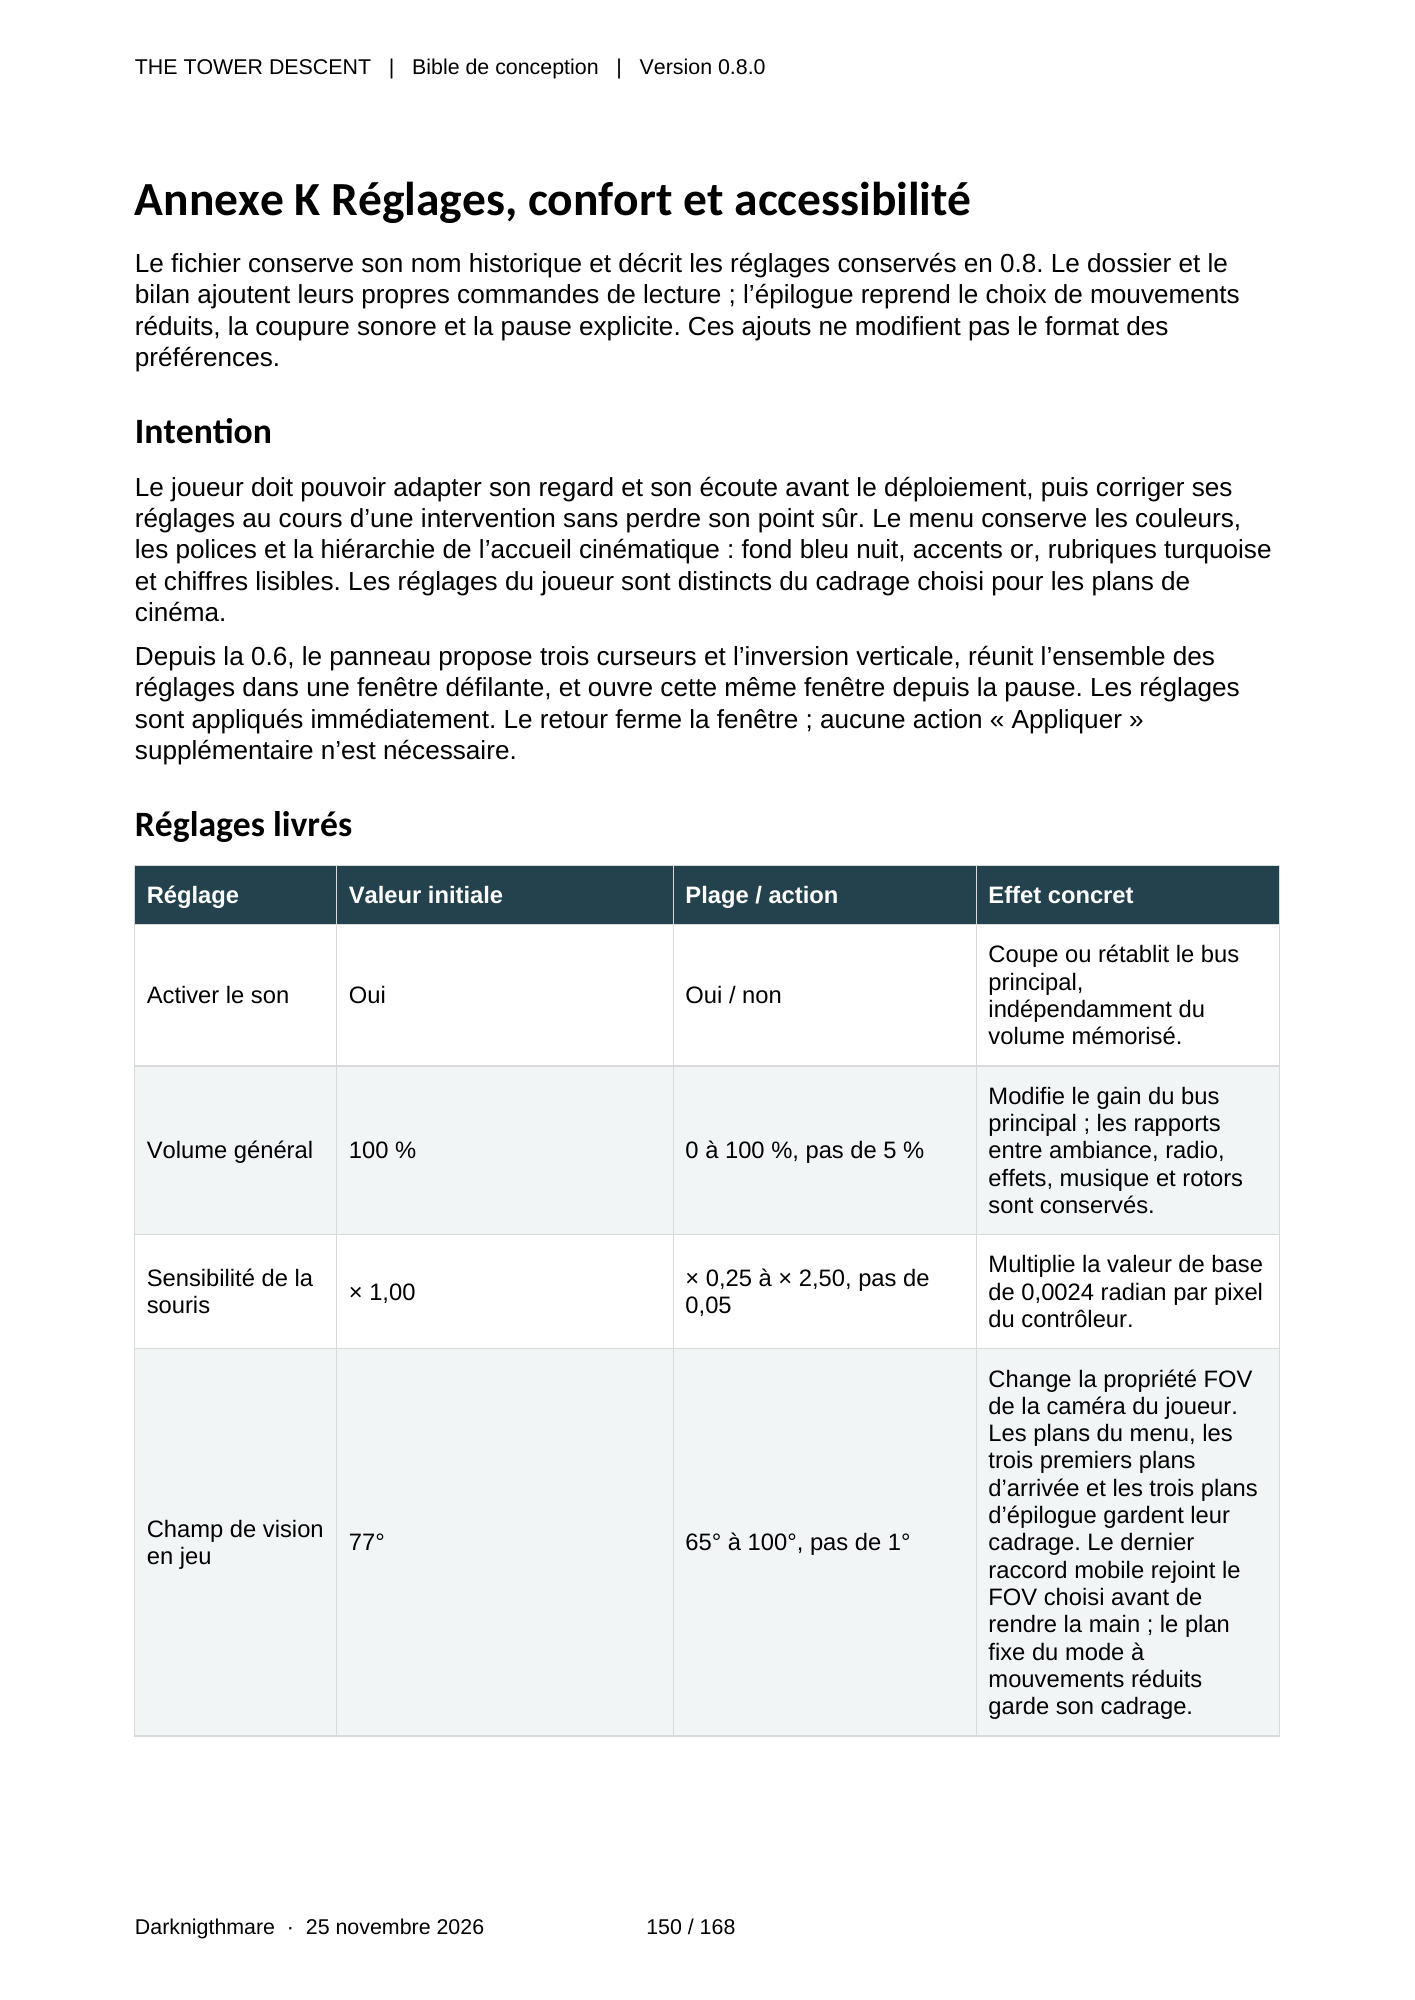 THE TOWER DESCENT | Bible de conception | Version 0.8.0
Annexe K Réglages, confort et accessibilité
Le fichier conserve son nom historique et décrit les réglages conservés en 0.8. Le dossier et le
bilan ajoutent leurs propres commandes de lecture ; l’épilogue reprend le choix de mouvements
réduits, la coupure sonore et la pause explicite. Ces ajouts ne modifient pas le format des
préférences.
Intention
Le joueur doit pouvoir adapter son regard et son écoute avant le déploiement, puis corriger ses
réglages au cours d’une intervention sans perdre son point sûr. Le menu conserve les couleurs,
les polices et la hiérarchie de l’accueil cinématique : fond bleu nuit, accents or, rubriques turquoise
et chiffres lisibles. Les réglages du joueur sont distincts du cadrage choisi pour les plans de
cinéma.
Depuis la 0.6, le panneau propose trois curseurs et l’inversion verticale, réunit l’ensemble des
réglages dans une fenêtre défilante, et ouvre cette même fenêtre depuis la pause. Les réglages
sont appliqués immédiatement. Le retour ferme la fenêtre ; aucune action « Appliquer »
supplémentaire n’est nécessaire.
Réglages livrés
Réglage
Valeur initiale
Plage / action
Effet concret
Activer le son
Oui
Oui / non
Coupe ou rétablit le bus
principal,
indépendamment du
volume mémorisé.
Volume général
100 %
0 à 100 %, pas de 5 %
Modifie le gain du bus
principal ; les rapports
entre ambiance, radio,
effets, musique et rotors
sont conservés.
Sensibilité de la
souris
× 1,00
× 0,25 à × 2,50, pas de
0,05
Multiplie la valeur de base
de 0,0024 radian par pixel
du contrôleur.
Champ de vision
en jeu
77°
65° à 100°, pas de 1°
Change la propriété FOV
de la caméra du joueur.
Les plans du menu, les
trois premiers plans
d’arrivée et les trois plans
d’épilogue gardent leur
cadrage. Le dernier
raccord mobile rejoint le
FOV choisi avant de
rendre la main ; le plan
fixe du mode à
mouvements réduits
garde son cadrage.
Darknigthmare · 25 novembre 2026
150 / 168